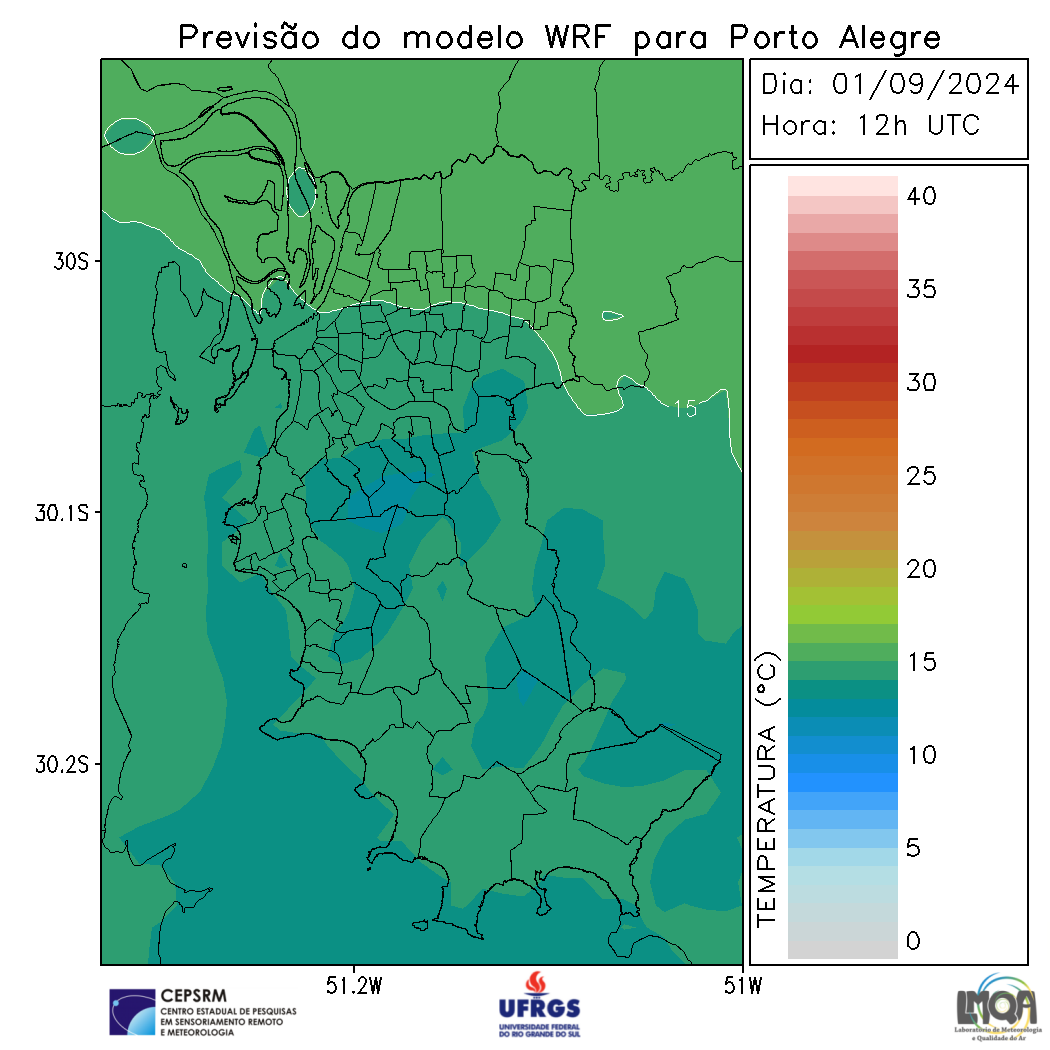 Previsão do modelo WRF para Porto Alegre
Dia: 01/09/2024
Hora: 12h UTC
30S
30.1S
30.2S
51.2W
51W
15
TEMPERATURA (°C)
40
35
30
25
20
15
10
5
0
CEPSRM
CENTRO ESTADUAL DE PESQUISAS
EM SENSORIAMENTO REMOTO
E METEOROLOGIA
UFRGS
UNIVERSIDADE FEDERAL
DO RIO GRANDE DO SUL
LMQA
Laboratório de Meteorologia
e Qualidade do Ar